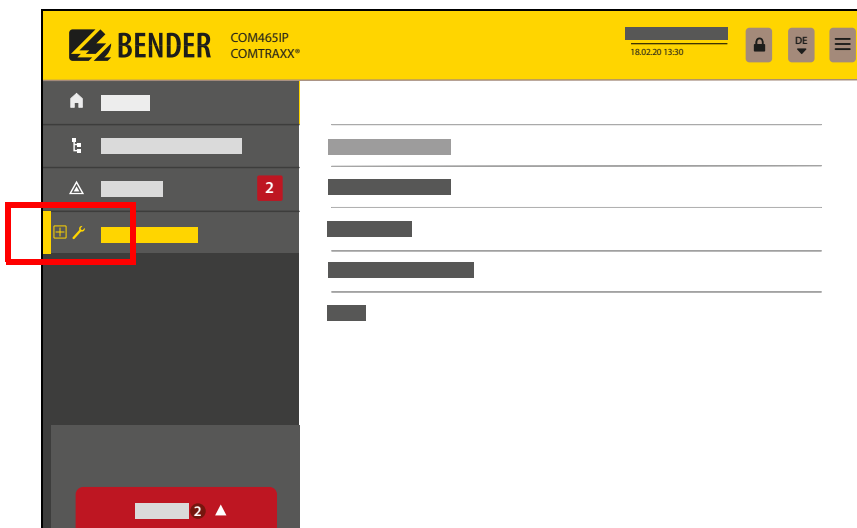 BENDER
COM465IP
COMTRAXX®
18.02.20 13:30
DE
2
2